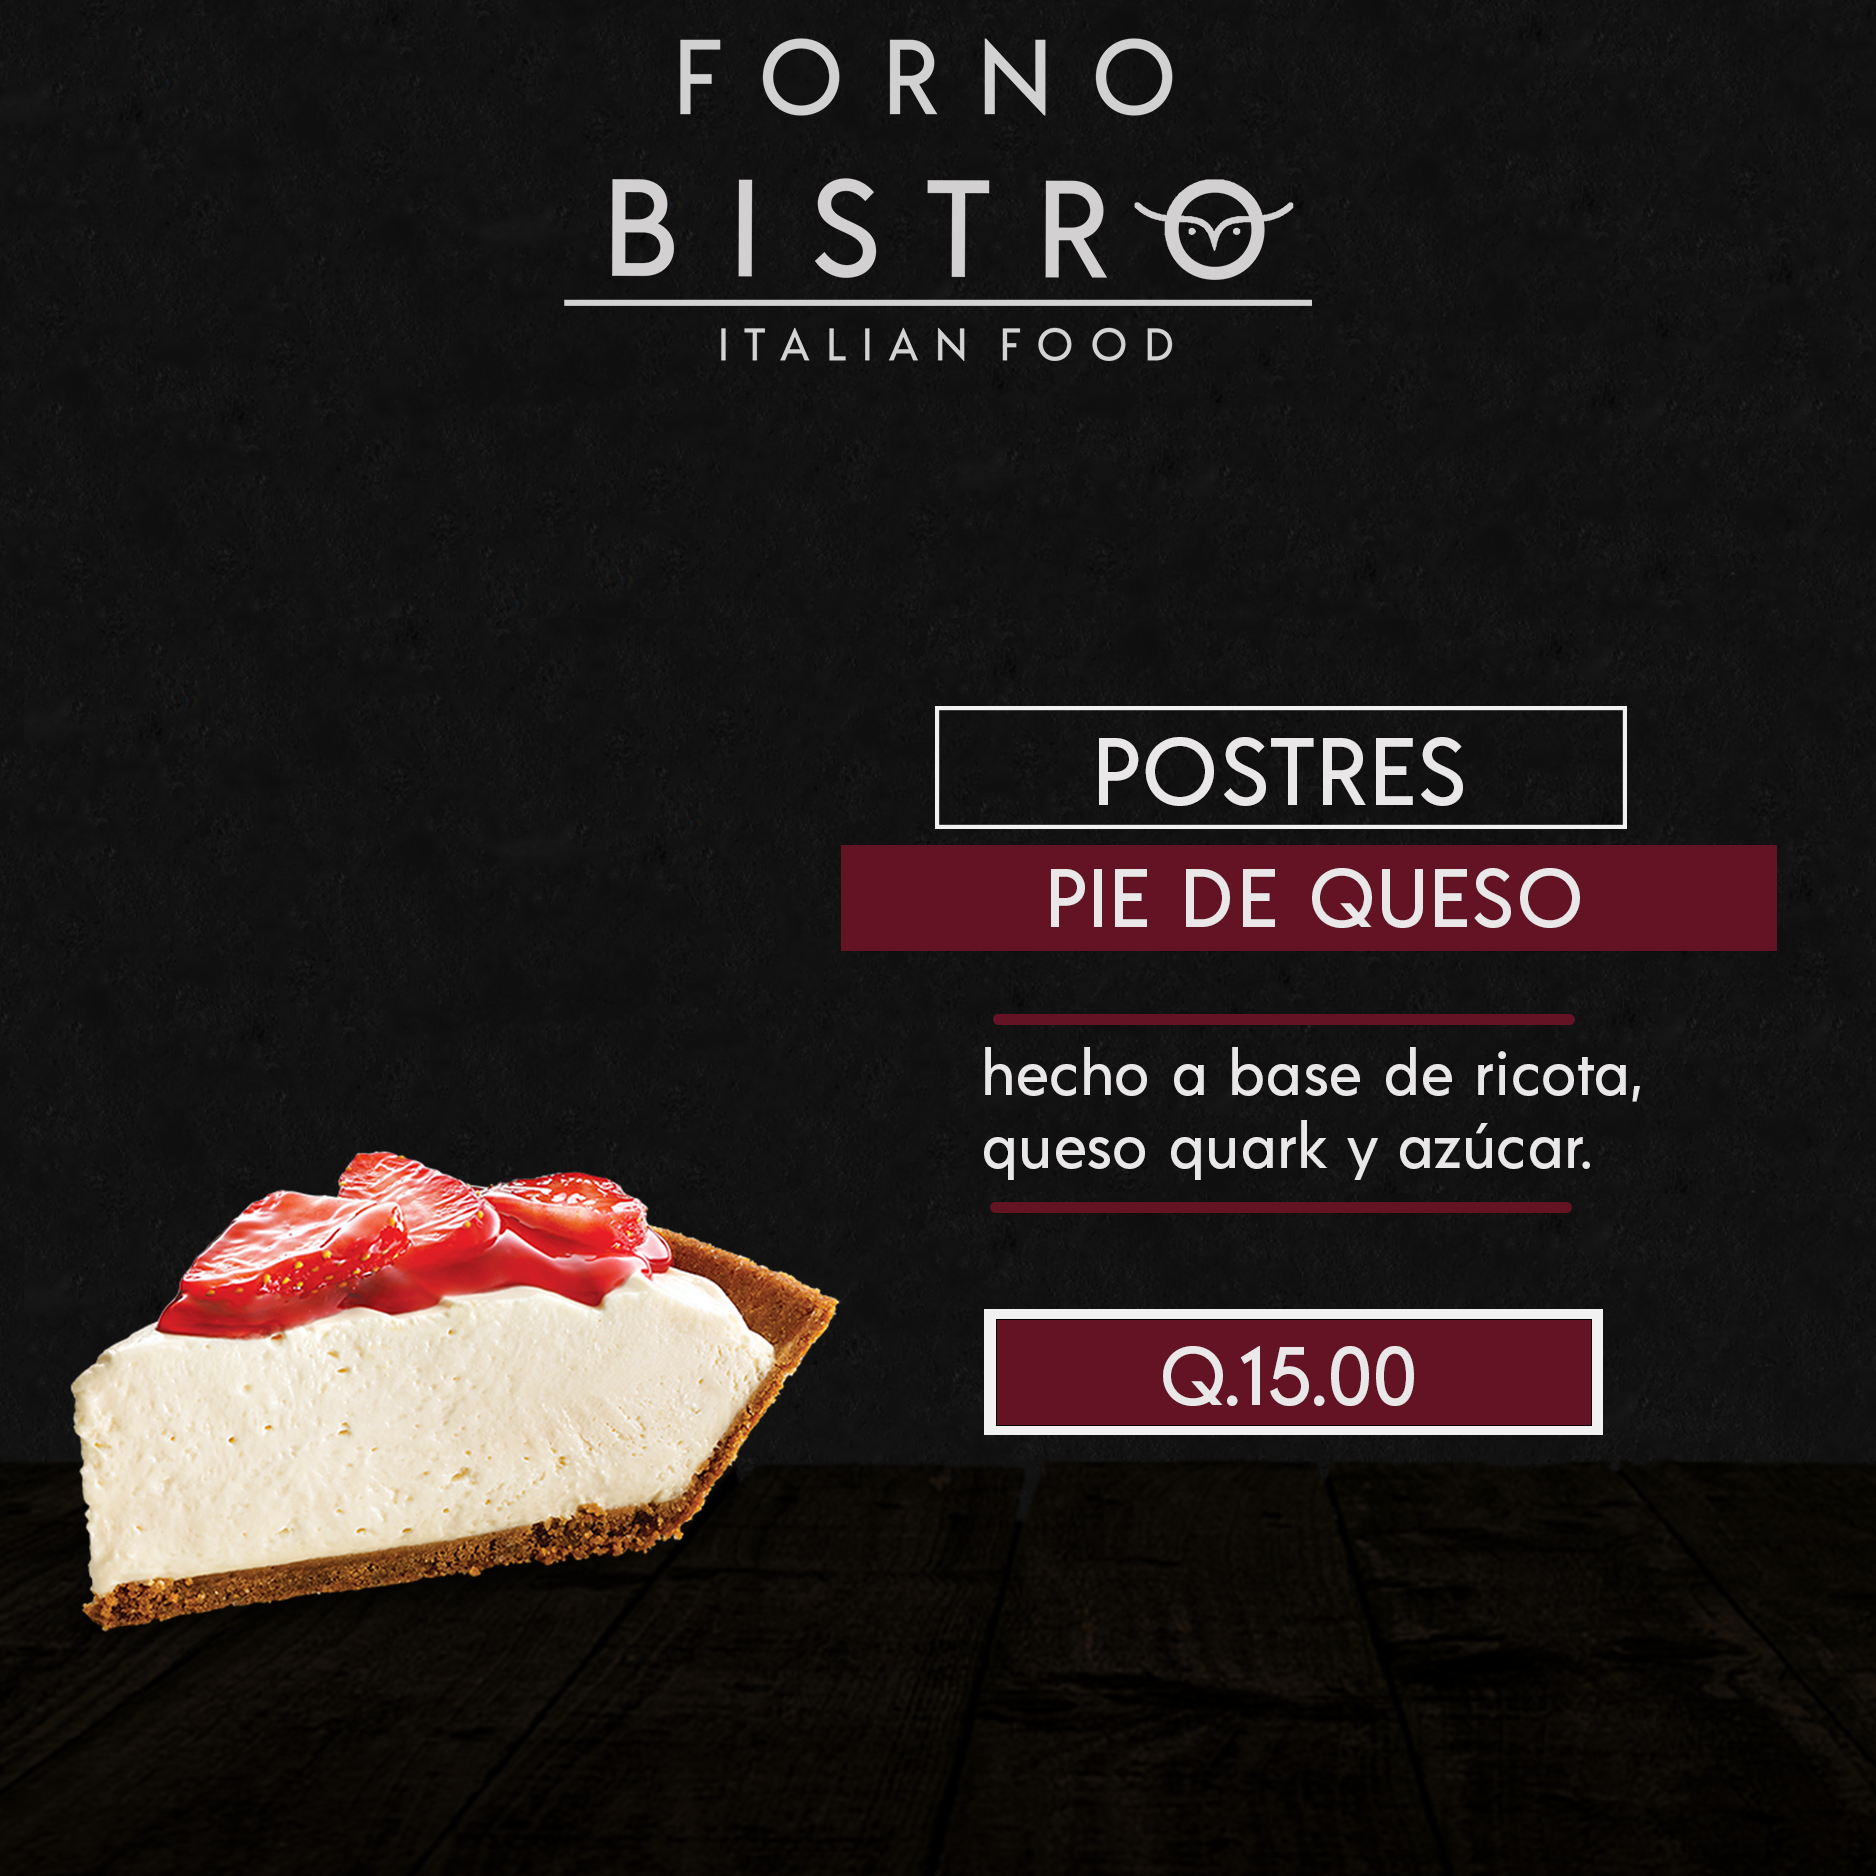 FORNO
BISTRO
ITALIAN FOOD
POSTRES
PIE DE QUESO
hecho a base de ricota,
queso quark y azúcar.
Q.15.00